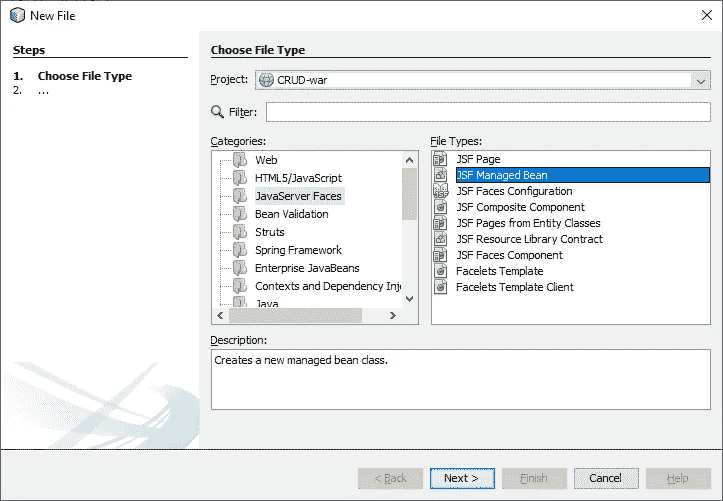 New File
Steps
1. Choose File Type
2. ...
Choose File Type
Project: CRUD-war
Filter:
Categories:
Web
HTML5/JavaScript
JavaServer Faces
Bean Validation
Struts
Spring Framework
Enterprise JavaBeans
Contexts and Dependency Inje
Java
File Types:
JSF Page
JSF Managed Bean
JSF Faces Configuration
JSF Composite Component
JSF Pages from Entity Classes
JSF Resource Library Contract
JSF Faces Component
Facelets Template
Facelets Template Client
Description:
Creates a new managed bean class.
< Back
Next >
Finish
Cancel
Help